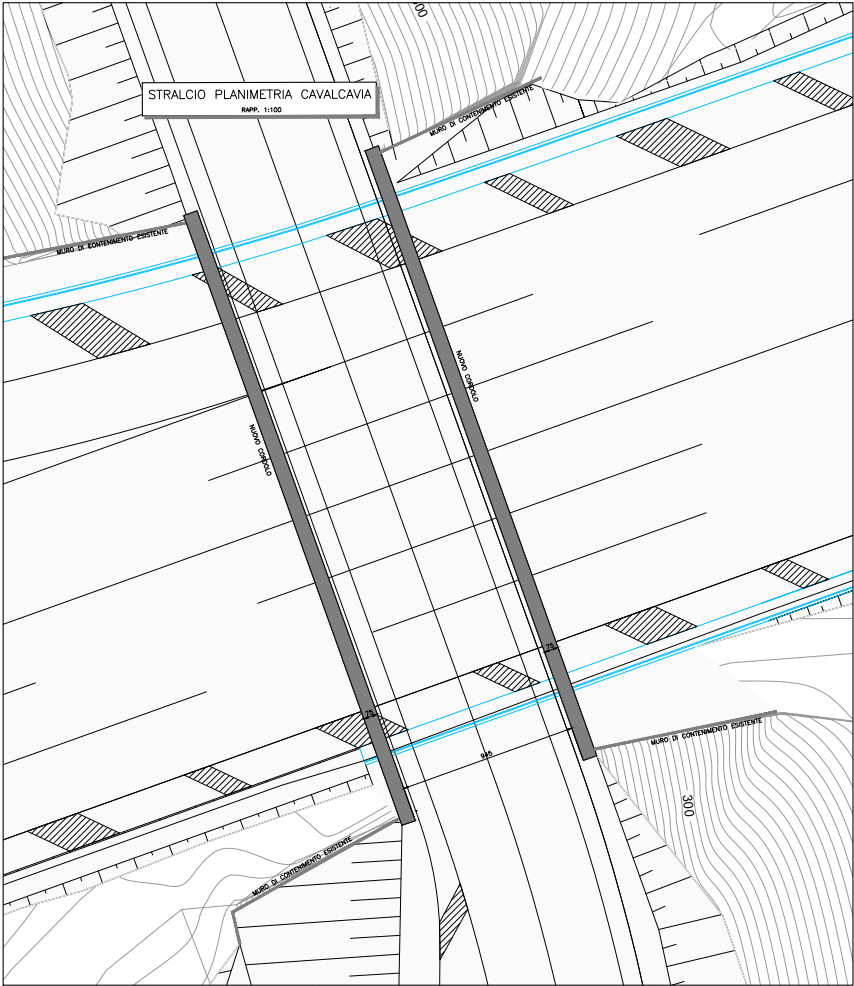 00
STRALCIO PLANIMETRIA CAVALCAVIA
RAPP. 1:100
MURO DI CONTENIMENTO ESISTENTE
MURO DI CONTENIMENTO ESISTENTE
NUOVO CORDOLO
NUOVO CORDOLO
75
75
945
MURO DI CONTENIMENTO ESISTENTE
300
MURO DI CONTENIMENTO ESISTENTE